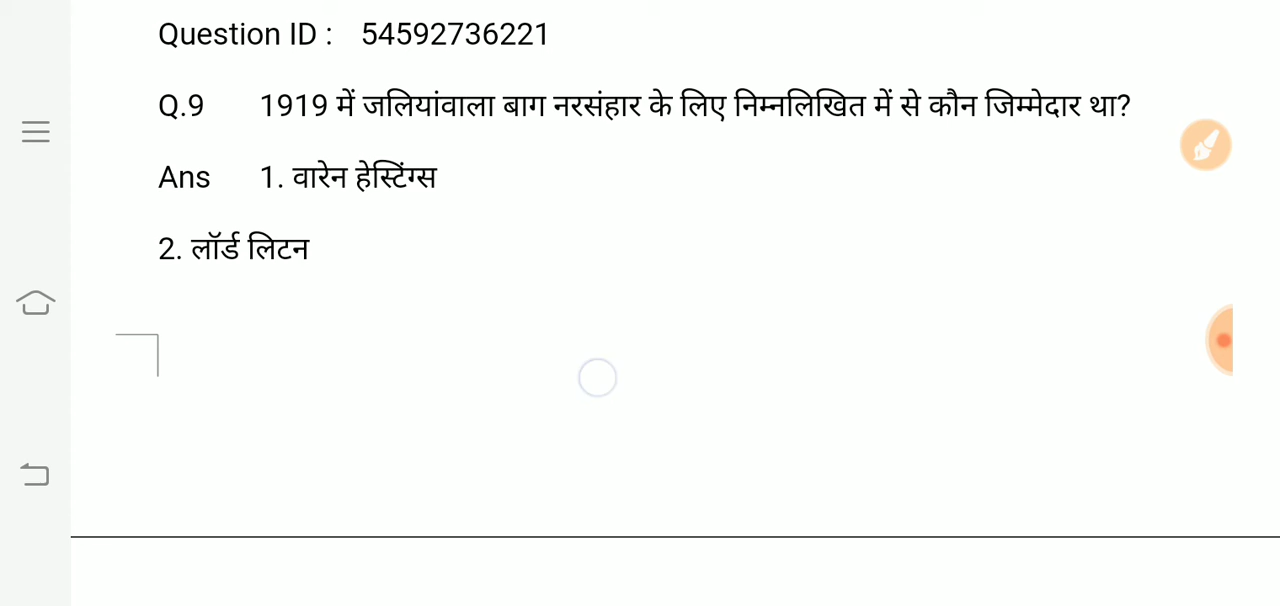 Question ID : 54592736221
Q.9 1919 में जलियांवाला बाग नरसंहार के लिए निम्नलिखित में से कौन जिम्मेदार था?
Ans 1. वारेन हेस्टिंग्स
2. लॉर्ड लिटन